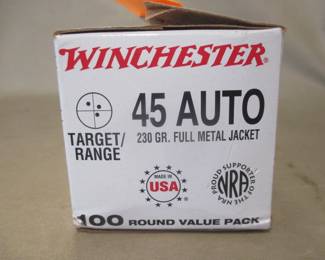 WINCHESTER®
45 AUTO
230 GR. FULL METAL JACKET
TARGET/
RANGE
MADE IN
USA
PROUD SUPPORTER OF THE NRA
100 ROUND VALUE PACK